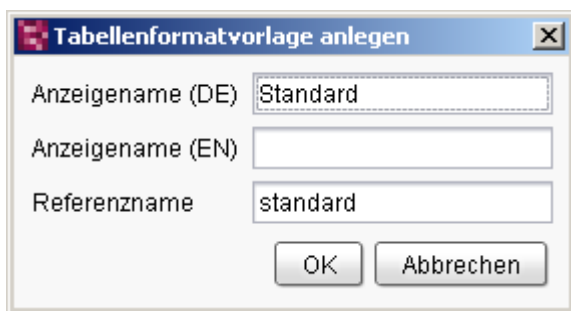 Tabellenformatvorlage anlegen
Anzeigename (DE) Standard
Anzeigename (EN)
Referenzname standard
OK Abbrechen